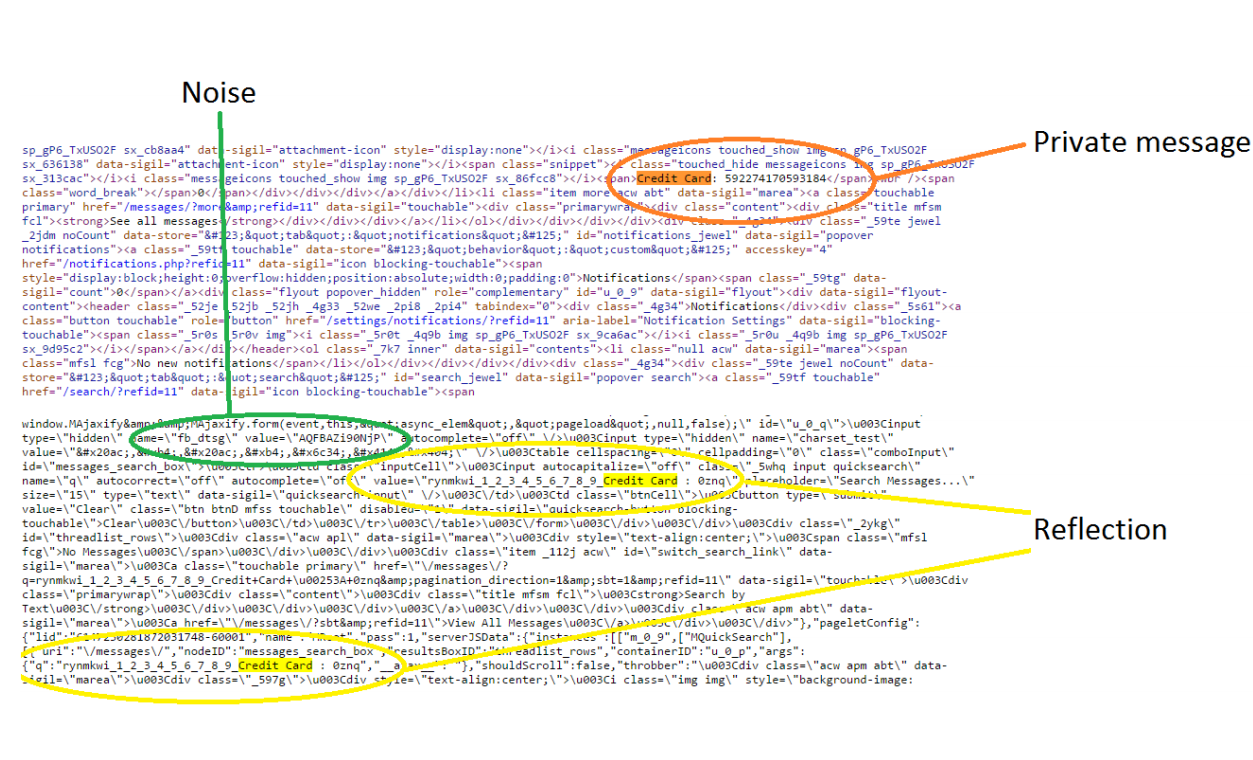 Noise
Private message
sp_gP6_TxUSO2F sx_cb8aa4" data-sigil="attachment-icon" style="display:none"></i><i class="messageicons touched_show img sp_gP6_TxUSO2F
sx_636138" data-sigil="attachment-icon" style="display:none"></i><span class="snippet"><i class="touched_hide messageicons img sp_gP6_TxUSO2F
sx_313cac"></i><i class="messageicons touched_show img sp_gP6_TxUSO2F sx_86fcc8"></i><span>Credit Card: 592274170593184</span><wbr /><span
class="word_break"></span>0</span></div></div></div></a></div></li><li class="item more acw abt" data-sigil="marea"><a class="touchable
primary" href="/messages/?more&amp;refid=11" data-sigil="touchable"><div class="primarywrap"><div class="content"><div class="title mfsm
fcl"><strong>See all messages</strong></div></div></div></a></li></ol></div></div></div><div class="_4g34"><div class="_59te jewel
_2jdm noCount" data-store="&#123;&quot;tab&quot;:&quot;notifications&quot;&#125;" id="notifications_jewel" data-sigil="popover
notifications"><a class="_59tf touchable" data-store="&#123;&quot;behavior&quot;:&quot;custom&quot;&#125;" accesskey="4"
href="/notifications.php?refid=11" data-sigil="icon blocking-touchable"><span
style="display:block;height:0;overflow:hidden;position:absolute;width:0;padding:0">Notifications</span><span class="_59tg" data-
sigil="count">0</span></a><div class="flyout popover_hidden" role="complementary" id="u_0_9" data-sigil="flyout"><div data-sigil="flyout-
content"><header class="_52je _52jb _52jh _4g33 _52we _2pi8 _2pi4" tabindex="0"><div class="_4g34">Notifications</div><div class="_5s61"><a
class="button touchable" role="button" href="/settings/notifications/?refid=11" aria-label="Notification Settings" data-sigil="blocking-
touchable"><span class="_5r0s _5r0v img"><i class="_5r0t _4q9b img sp_gP6_TxUSO2F sx_9ca6ac"></i><i class="_5r0u _4q9b img sp_gP6_TxUSO2F
sx_9d95c2"></i></span></a></div></header><ol class="_7k7 inner" data-sigil="contents"><li class="null acw" data-sigil="marea"><span
class="mfsl fcg">No new notifications</span></li></ol></div></div></div><div class="_4g34"><div class="_59te jewel noCount" data-
store="&#123;&quot;tab&quot;:&quot;search&quot;&#125;" id="search_jewel" data-sigil="popover search"><a class="_59tf touchable"
href="/search/?refid=11" data-sigil="icon blocking-touchable"><span
window.MAjaxify&amp;&amp;MAjaxify.form(event,this,&quot;async_elem&quot;,&quot;pageload&quot;,null,false);\" id=\"u_0_q\">\u003Cinput
type=\"hidden\" name=\"fb_dtsg\" value=\"AQFBAZi90NjP\" autocomplete=\"off\" \/>\u003Cinput type=\"hidden\" name=\"charset_test\"
value=\"&#x20ac;,&#xb4;,&#x20ac;,&#xb4;,&#x6c34;, \" \/>\u003Ctable cellspacing=\"0\" cellpadding=\"0\" class=\"comboInput\"
id=\"messages_search_box\" class=\"inputCell\">\u003Cinput autocapitalize=\"off\" class=\"_5whq input quicksearch\"
name=\"q\" autocorrect=\"off\" autocomplete=\"off\" value=\"rynmkwi_1_2_3_4_5_6_7_8_9_Credit Card : 0znq\" placeholder=\"Search Messages...\"
size=\"15\" type=\"text\" data-sigil=\"quicksearch-input\" \/>\u003C\/td>\u003Ctd class=\"btnCell\">\u003Cbutton type=\"submit\"
value=\"Clear\" class=\"btn btnD mfss touchable\" disabled=\"1\" data-sigil=\"quicksearch-button blocking-
touchable\">Clear\u003C\/button>\u003C\/td>\u003C\/tr>\u003C\/table>\u003C\/form>\u003C\/div>\u003C\/div>\u003Cdiv class=\"_2ykg\"
Reflection
id=\"threadlist_rows\">\u003Cdiv class=\"acw apl\" data-sigil=\"marea\">\u003Cdiv style=\"text-align:center;\">\u003Cspan class=\"mfsl
fcg\">No Messages\u003C\/span>\u003C\/div>\u003C\/div>\u003Cdiv class=\"item _112j acw\" id=\"switch_search_link\" data-
sigil=\"marea\">\u003Ca class=\"touchable primary\" href=\"\/messages\/?
q=rynmkwi_1_2_3_4_5_6_7_8_9_Credit+Card+\u00253A+0znq&amp;pagination_direction=1&amp;sbt=1&amp;refid=11\" data-sigil=\"touchable\">\u003Cdiv
class=\"primarywrap\">\u003Cdiv class=\"content\">\u003Cdiv class=\"title mfsm fcl\">\u003Cstrong>Search by
Text\u003C\/strong>\u003C\/div>\u003C\/div>\u003C\/div>\u003C\/a>\u003C\/div>\u003Cdiv class=\"acw apm abt\" data-
sigil=\"marea\">\u003Ca href=\"\/messages\/?sbt&amp;refid=11\">View All Messages\u003C\/a>\u003C\/div>\u003C\/div>"},"pageletConfig":
"pass":1,"serverJSData":{"instances":[["m_0_9",["MQuickSearch"],
[{"uri":"\/messages\/","nodeID":"messages_search_box","resultsBoxID":"threadlist_rows","containerID":"u_0_p","args":
{"q":"rynmkwi_1_2_3_4_5_6_7_8_9_Credit Card : 0znq", "},"shouldScroll":false,"throbber":"\u003Cdiv class=\"acw apm abt\" data-
sigil=\"marea\">\u003Cdiv class=\"_597g\">\u003Cdiv style=\"text-align:center;\">\u003Ci class=\"img img\" style=\"background-image: